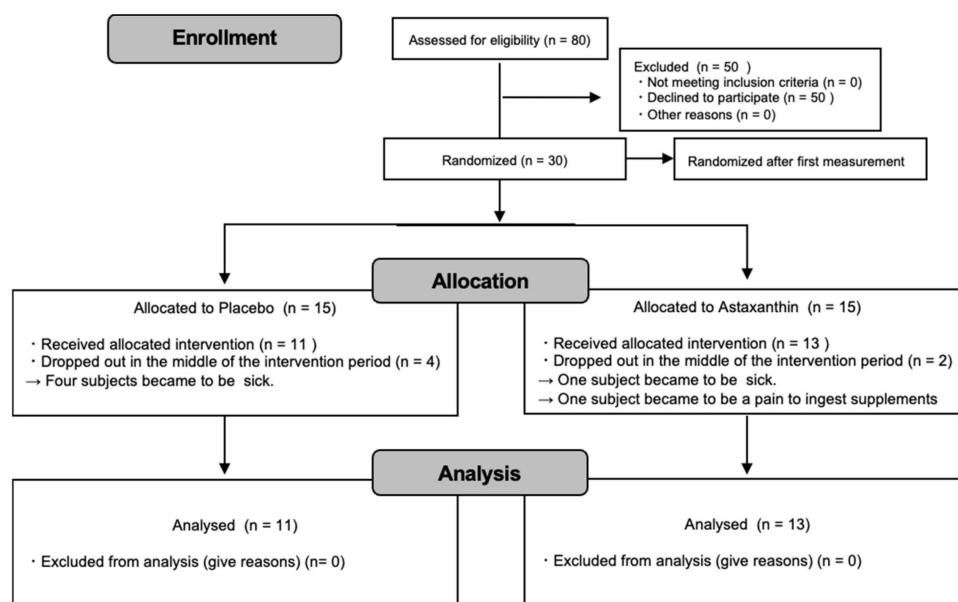 Enrollment
Assessed for eligibility (n = 80)
Excluded (n = 50 )
・Not meeting inclusion criteria (n = 0)
・Declined to participate (n = 50 )
・Other reasons (n = 0)
Randomized (n = 30)
Randomized after first measurement
Allocation
Allocated to Placebo (n = 15)
・Received allocated intervention (n = 11 )
・Dropped out in the middle of the intervention period (n = 4)
→ Four subjects became to be sick.
Allocated to Astaxanthin (n = 15)
・Received allocated intervention (n = 13 )
・Dropped out in the middle of the intervention period (n = 2)
→ One subject became to be sick.
→ One subject became to be a pain to ingest supplements
Analysis
Analysed (n = 11)
・Excluded from analysis (give reasons) (n= 0)
Analysed (n = 13)
・Excluded from analysis (give reasons) (n = 0)